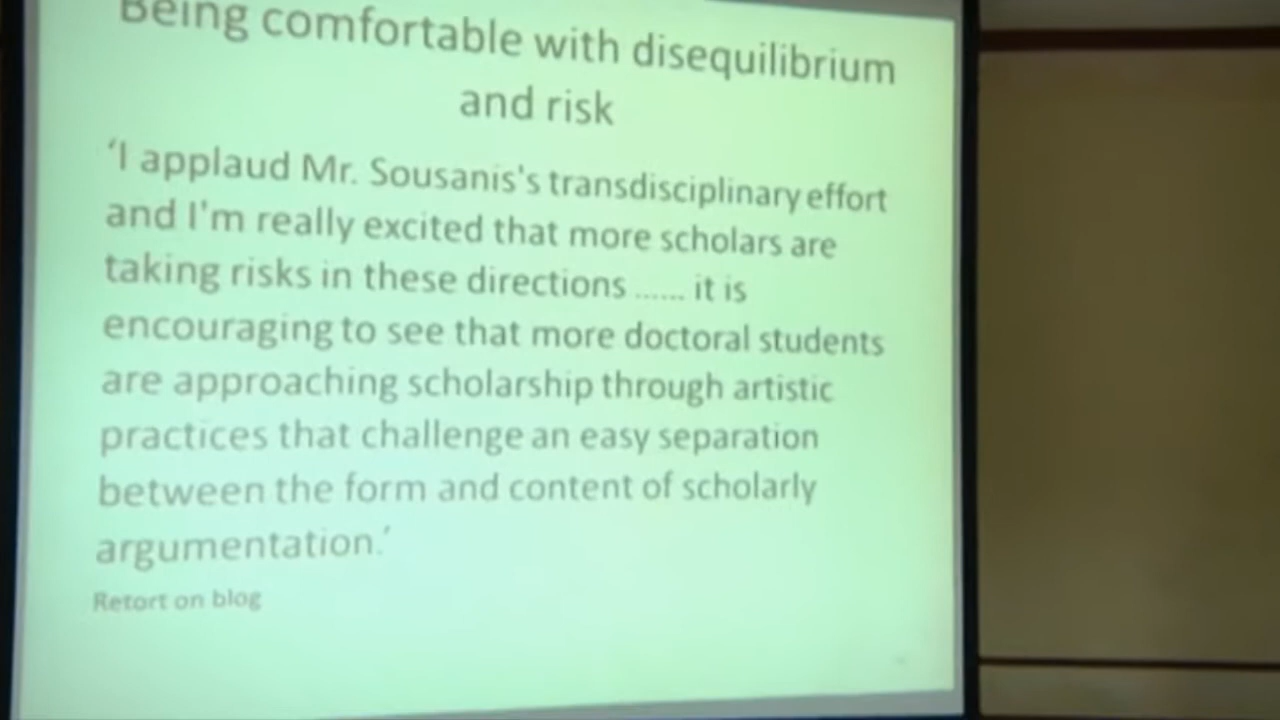 Being comfortable with disequilibrium
and risk
‘I applaud Mr. Sousanis's transdisciplinary effort
and I'm really excited that more scholars are
taking risks in these directions ...... it is
encouraging to see that more doctoral students
are approaching scholarship through artistic
practices that challenge an easy separation
between the form and content of scholarly
argumentation.’
Retort on blog